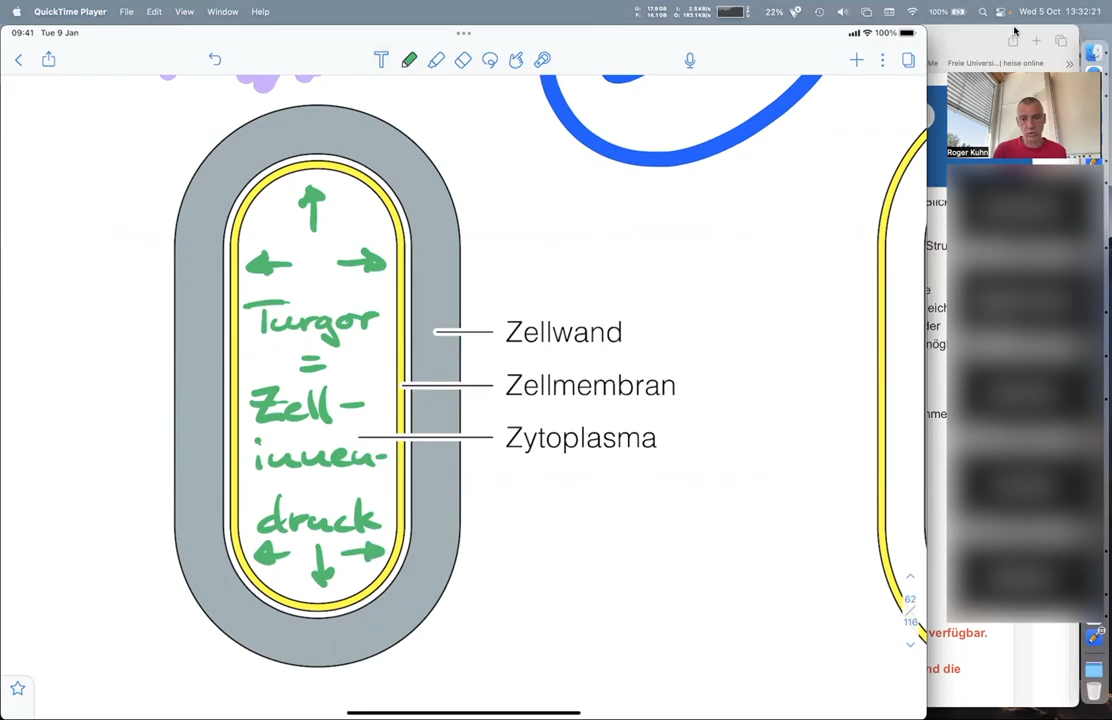 QuickTime Player File Edit View Window Help
22% 100% Wed 5 Oct 13:32:21
09:41 Tue 9 Jan
100%
Me Freie Universi...| heise online
Roger Kuhn
Turgor
=
Zell-
innen-
druck
Zellwand
Zellmembran
Zytoplasma
62
116
verfügbar.
nd die